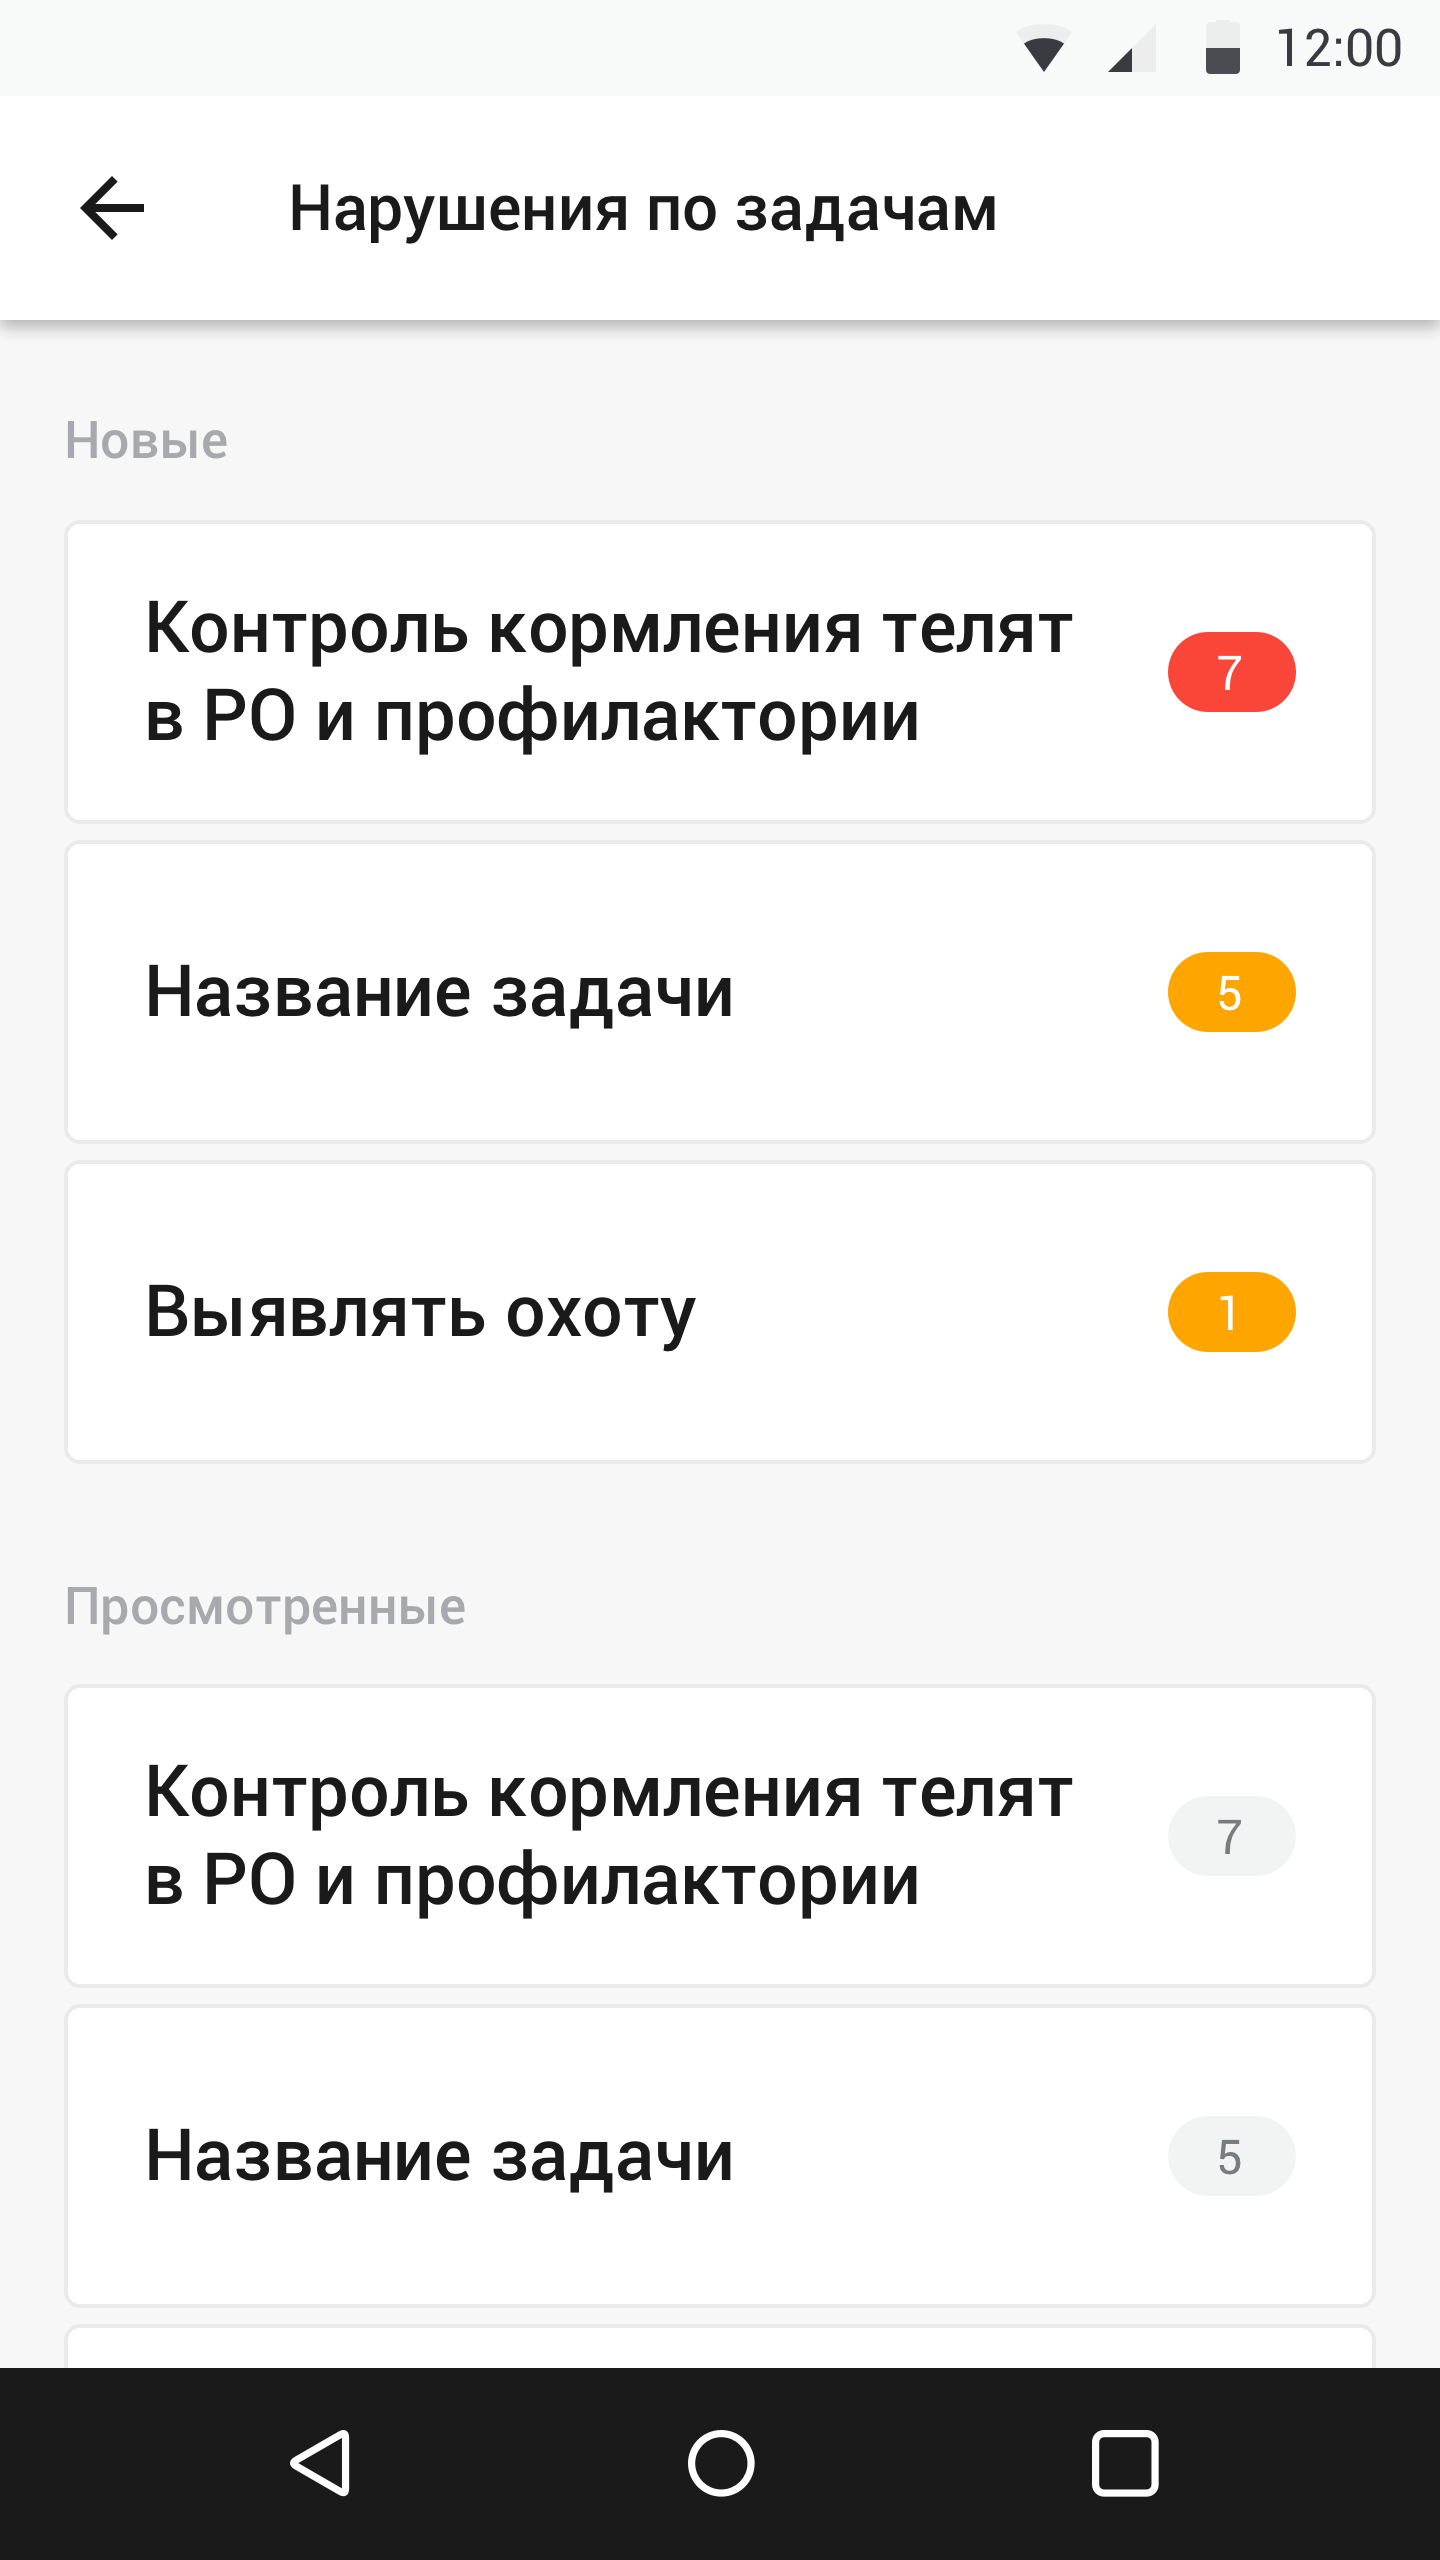 12:00
Нарушения по задачам
Новые
Контроль кормления телят
в РО и профилактории
7
Название задачи
5
Выявлять охоту
1
Просмотренные
Контроль кормления телят
в РО и профилактории
7
Название задачи
5